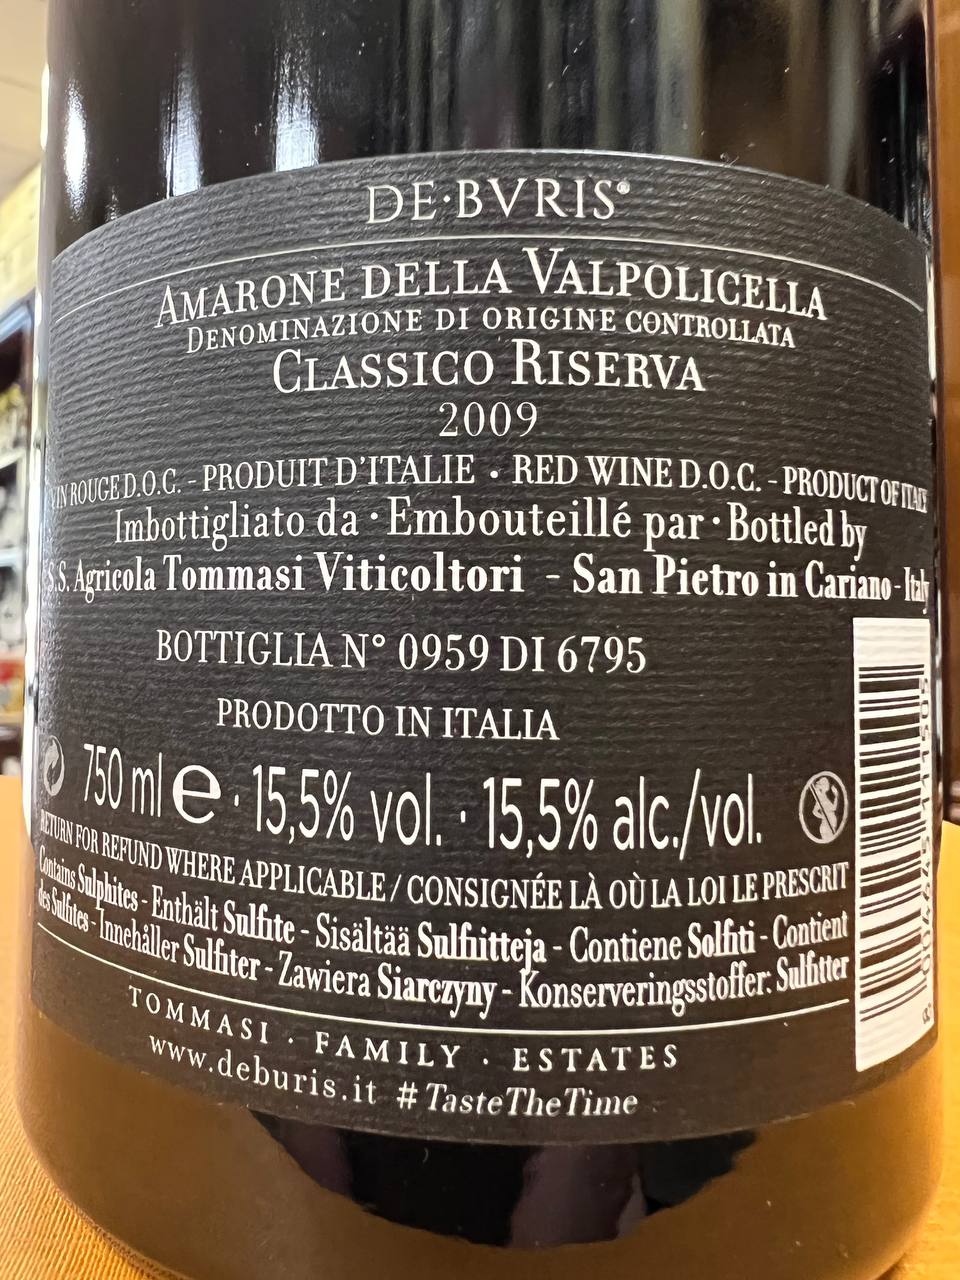 DE·BVRIS®
AMARONE DELLA VALPOLICELLA
DENOMINAZIONE DI ORIGINE CONTROLLATA
CLASSICO RISERVA
2009
VIN ROUGE D.O.C. - PRODUIT D'ITALIE · RED WINE D.O.C. - PRODUCT OF ITALY
Imbottigliato da · Embouteillé par · Bottled by
S.S. Agricola Tommasi Viticoltori - San Pietro in Cariano - Italy
BOTTIGLIA N° 0959 DI 6795
PRODOTTO IN ITALIA
750 ml e · 15,5% vol. · 15,5% alc./vol.
RETURN FOR REFUND WHERE APPLICABLE / CONSIGNÉE LÀ OÙ LA LOI LE PRESCRIT
Contains Sulphites - Enthält Sulfite - Sisältää Sulfiitteja - Contiene Solfiti - Contient
des Sulfites - Innehåller Sulfiter - Zawiera Siarczyny - Konserveringsstoffer: Sulfitter
TOMMASI · FAMILY · ESTATES
www.deburis.it #TasteTheTime